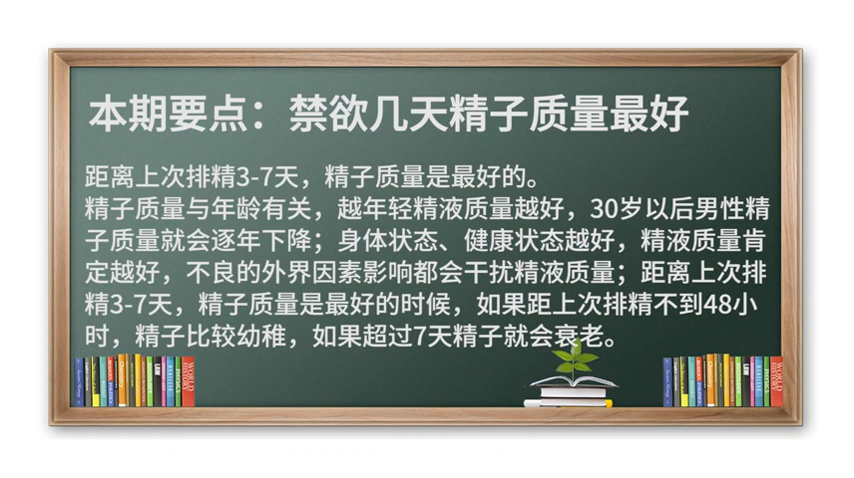 本期要点：禁欲几天精子质量最好
距离上次排精3-7天，精子质量是最好的。
精子质量与年龄有关，越年轻精液质量越好，30岁以后男性精
子质量就会逐年下降；身体状态、健康状态越好，精液质量肯
定越好，不良的外界因素影响都会干扰精液质量；距离上次排
精3-7天，精子质量是最好的时候，如果距上次排精不到48小
时，精子比较幼稚，如果超过7天精子就会衰老。
WORLD HISTORY